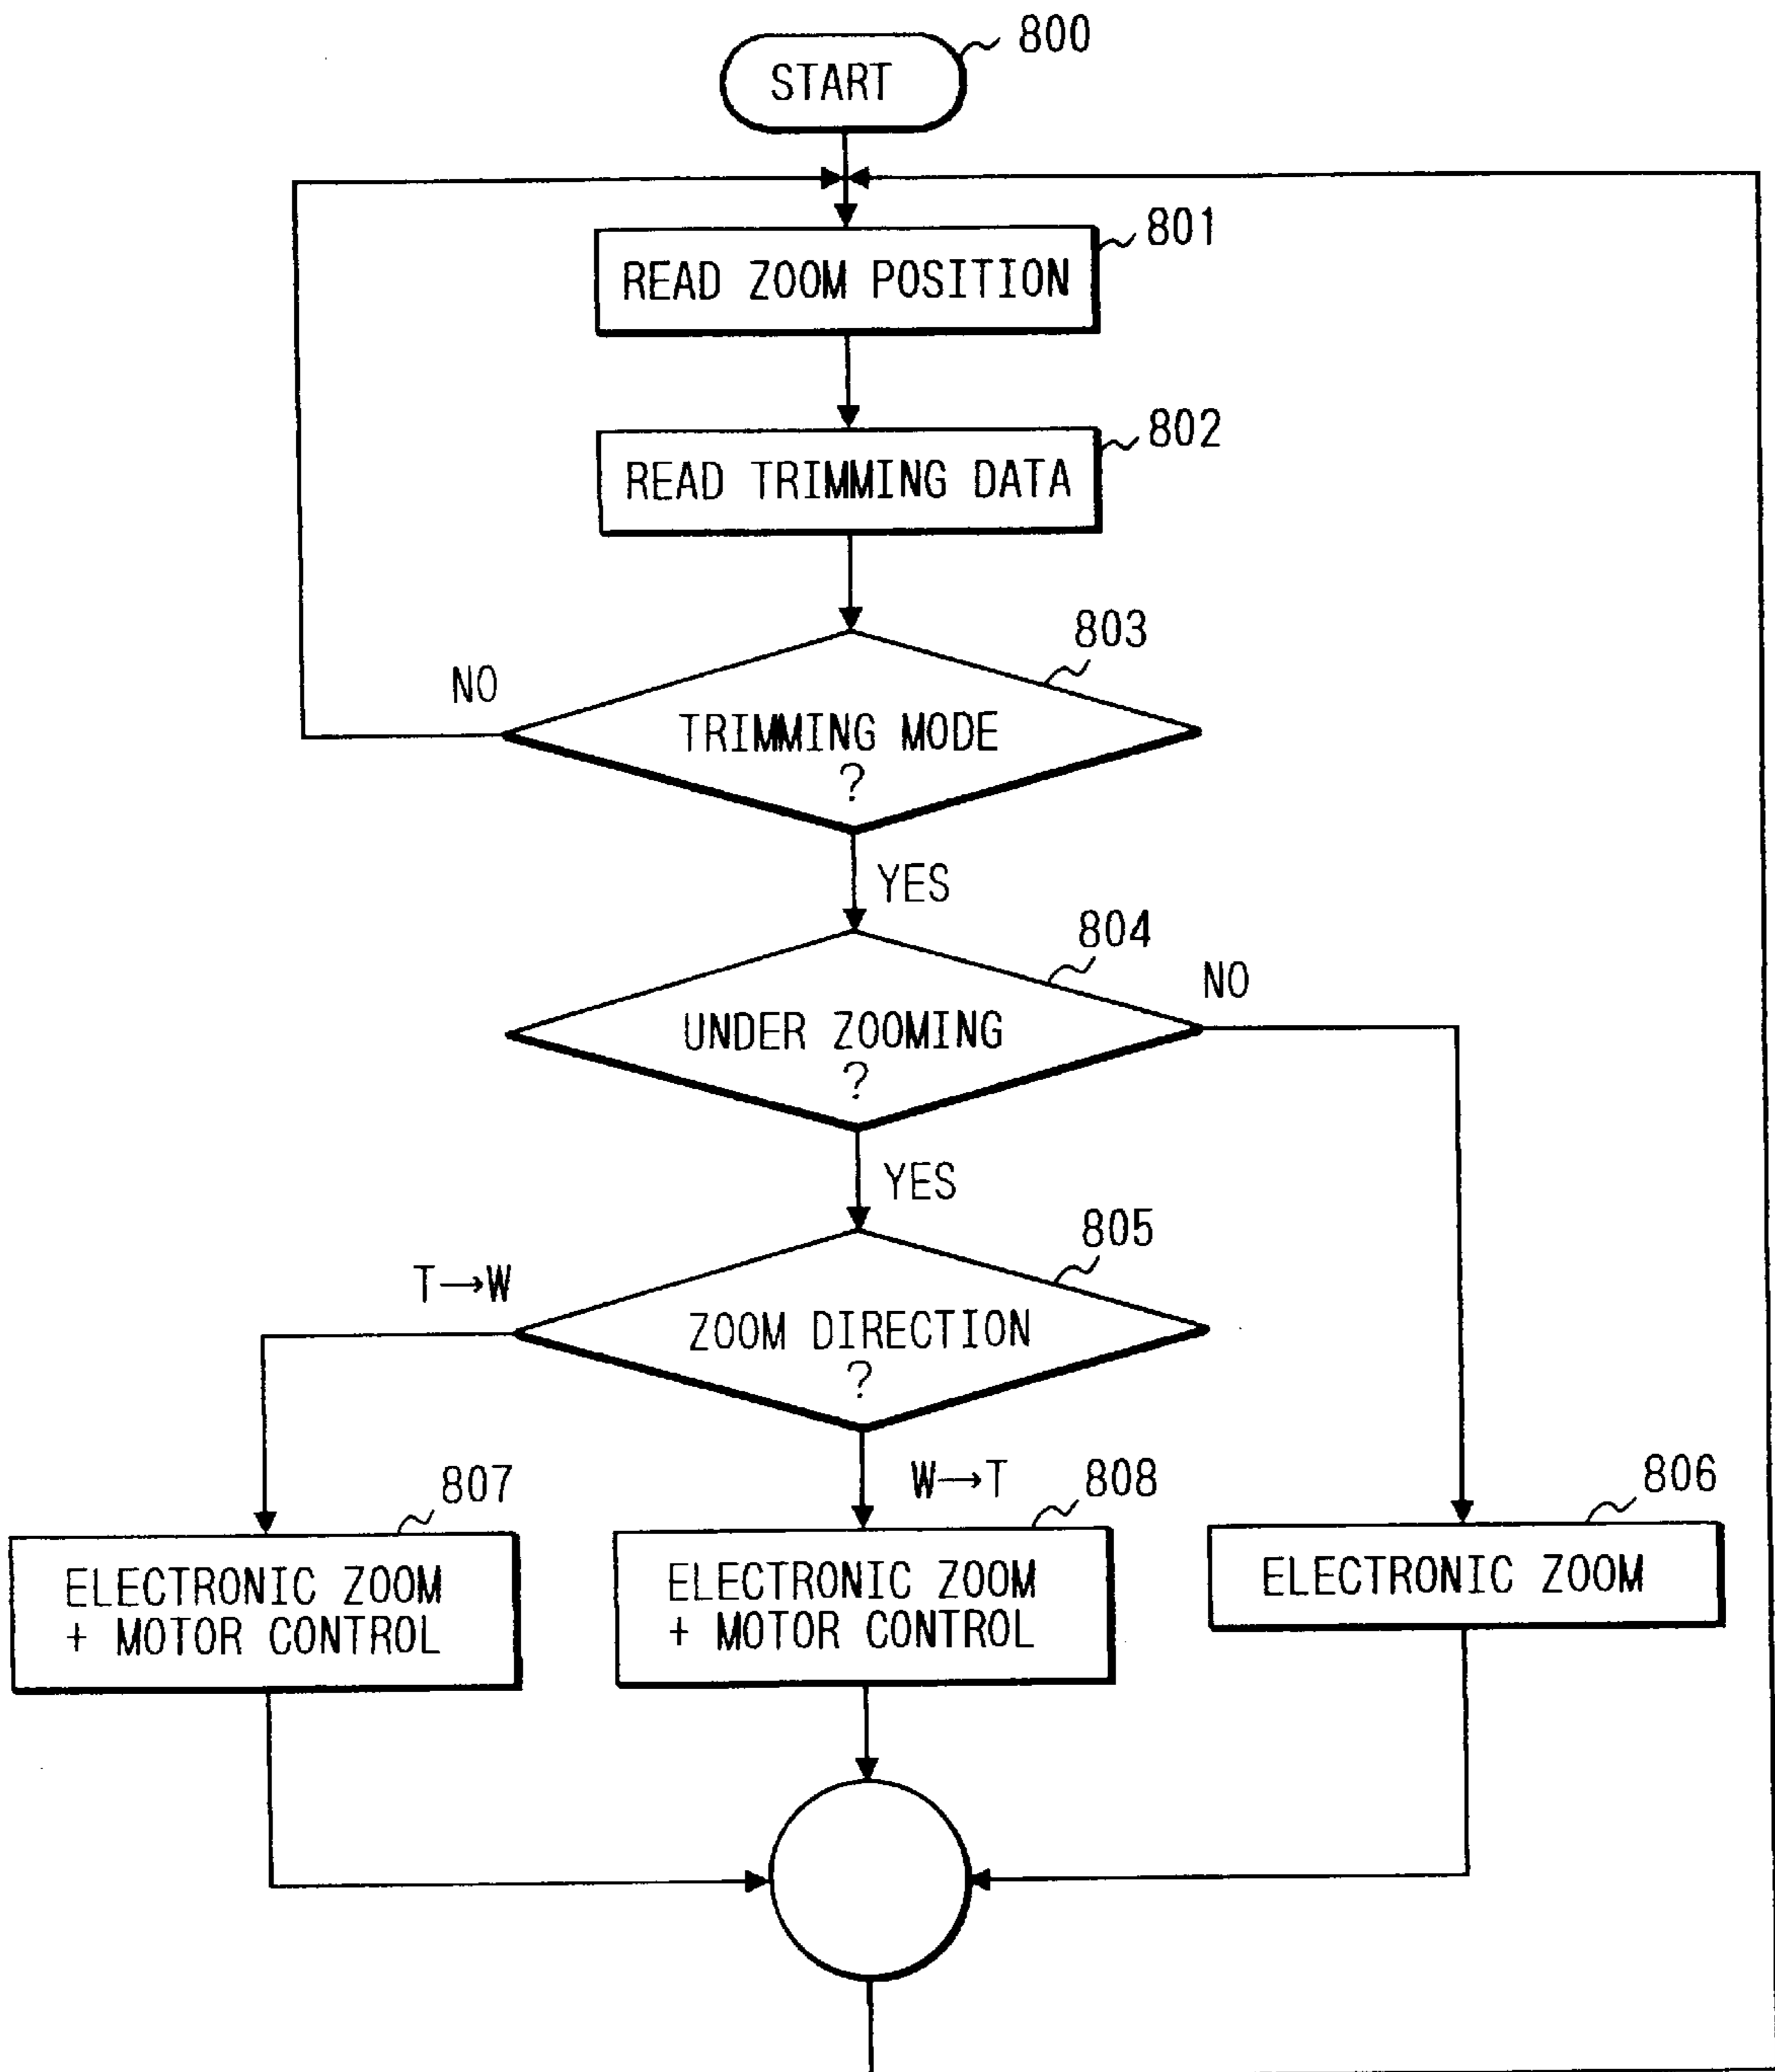 800
START
801
READ ZOOM POSITION
802
READ TRIMMING DATA
803
NO
TRIMMING MODE
?
YES
804
NO
UNDER ZOOMING
?
YES
805
T→W
ZOOM DIRECTION
?
W→T
807
808
806
ELECTRONIC ZOOM
+ MOTOR CONTROL
ELECTRONIC ZOOM
+ MOTOR CONTROL
ELECTRONIC ZOOM